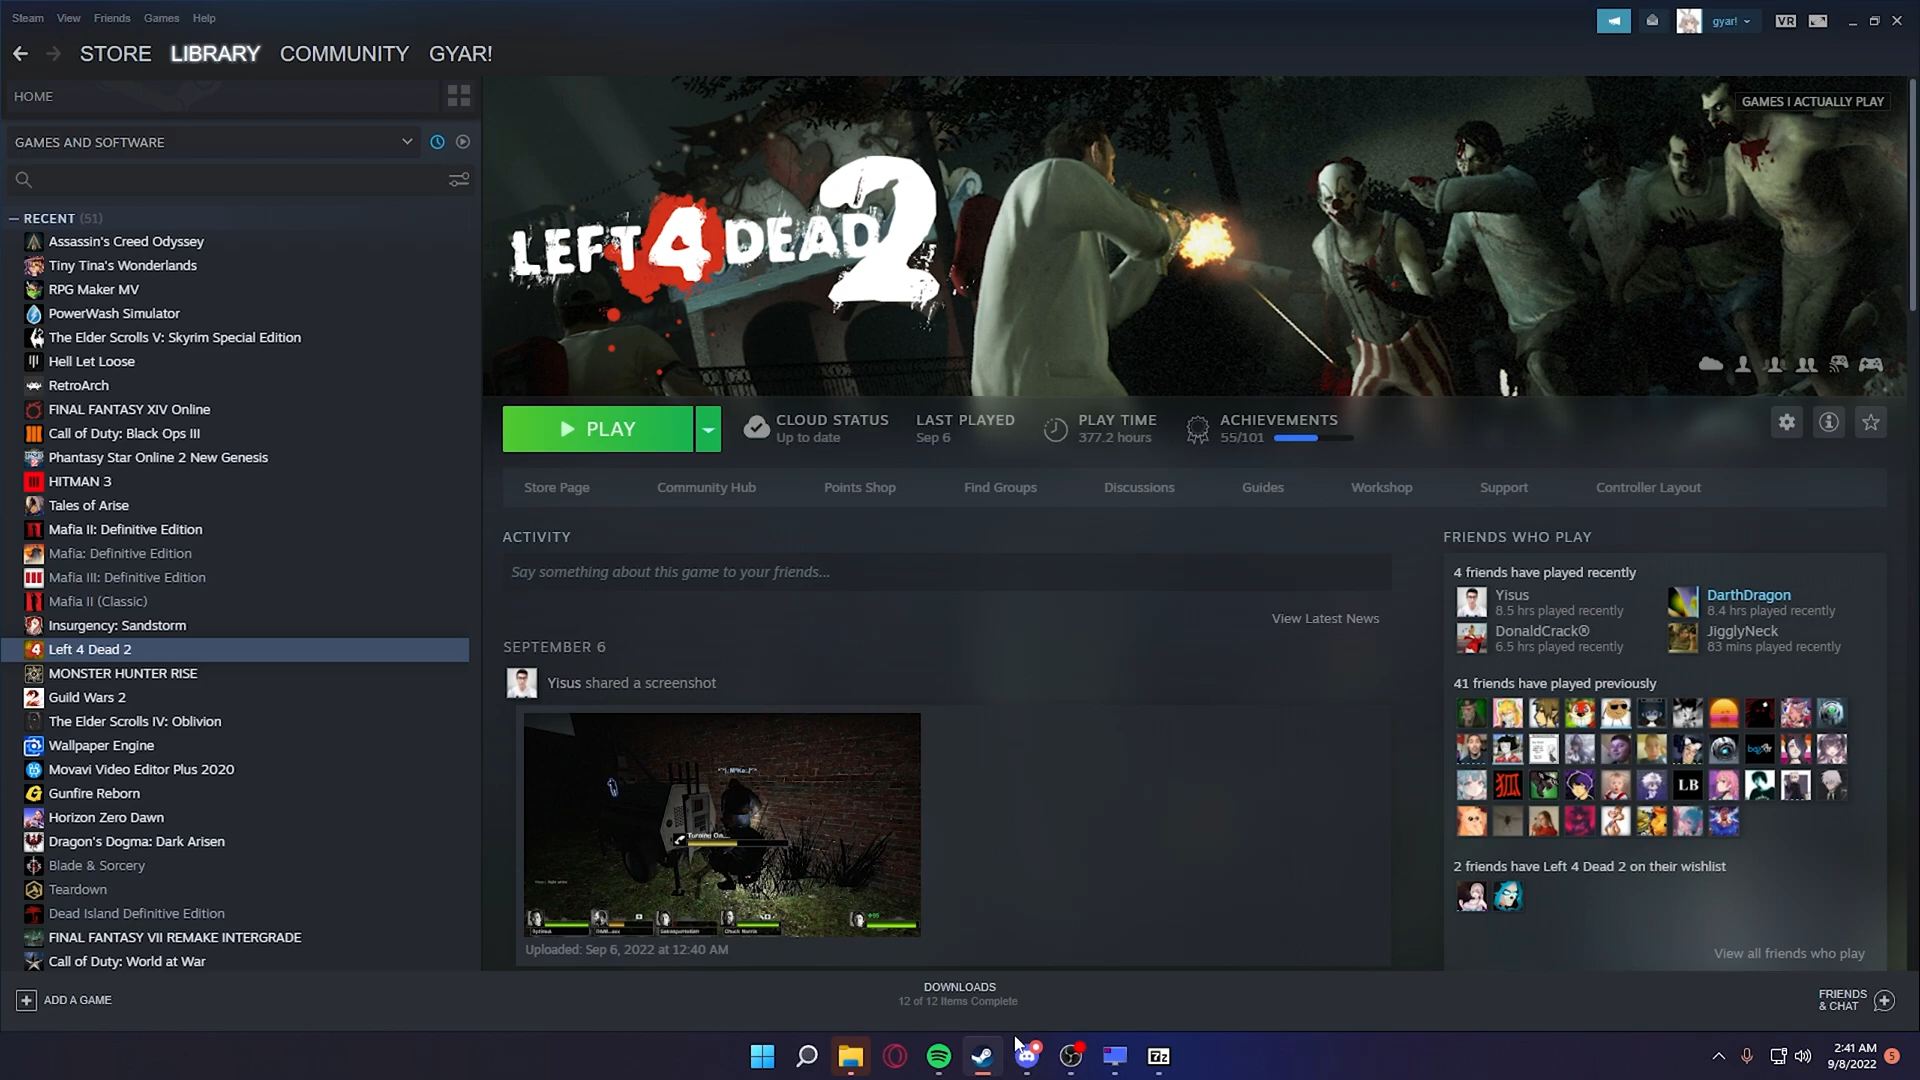 Steam View Friends Games Help
gyar!
VR
STORE LIBRARY COMMUNITY GYAR!
HOME
GAMES AND SOFTWARE
RECENT (51)
Assassin's Creed Odyssey
Tiny Tina's Wonderlands
RPG Maker MV
PowerWash Simulator
The Elder Scrolls V: Skyrim Special Edition
Hell Let Loose
RetroArch
FINAL FANTASY XIV Online
Call of Duty: Black Ops III
Phantasy Star Online 2 New Genesis
HITMAN 3
Tales of Arise
Mafia II: Definitive Edition
Mafia: Definitive Edition
Mafia III: Definitive Edition
Mafia II (Classic)
Insurgency: Sandstorm
Left 4 Dead 2
MONSTER HUNTER RISE
Guild Wars 2
The Elder Scrolls IV: Oblivion
Wallpaper Engine
Movavi Video Editor Plus 2020
Gunfire Reborn
Horizon Zero Dawn
Dragon's Dogma: Dark Arisen
Blade & Sorcery
Teardown
Dead Island Definitive Edition
FINAL FANTASY VII REMAKE INTERGRADE
Call of Duty: World at War
ADD A GAME
GAMES I ACTUALLY PLAY
LEFT 4 DEAD 2
PLAY
CLOUD STATUS
Up to date
LAST PLAYED
Sep 6
PLAY TIME
377.2 hours
ACHIEVEMENTS
55/101
Store Page Community Hub Points Shop Find Groups Discussions Guides Workshop Support Controller Layout
ACTIVITY
Say something about this game to your friends...
View Latest News
SEPTEMBER 6
Yisus shared a screenshot
Turning On...
Chuck Norris
Uploaded: Sep 6, 2022 at 12:40 AM
FRIENDS WHO PLAY
4 friends have played recently
Yisus
8.5 hrs played recently
DarthDragon
8.4 hrs played recently
DonaldCrack®
6.5 hrs played recently
JigglyNeck
83 mins played recently
41 friends have played previously
LB
2 friends have Left 4 Dead 2 on their wishlist
View all friends who play
DOWNLOADS
12 of 12 Items Complete
FRIENDS
& CHAT
7z
2:41 AM
9/8/2022
5